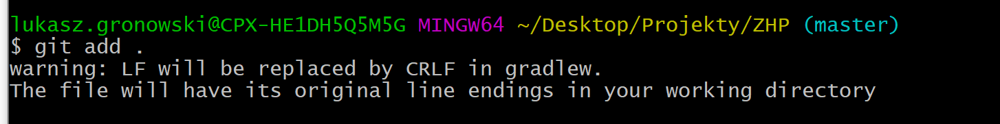 lukasz.gronowski@CPX-HE1DH5Q5M5G MINGW64 ~/Desktop/Projekty/ZHP (master)
$ git add .
warning: LF will be replaced by CRLF in gradlew.
The file will have its original line endings in your working directory